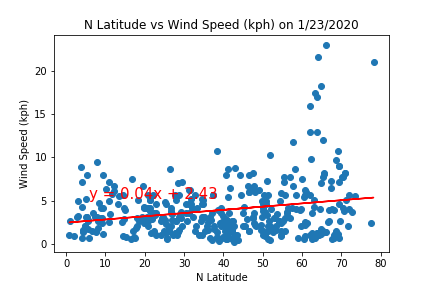 N Latitude vs Wind Speed (kph) on 1/23/2020
Wind Speed (kph)
20
15
10
5
0
y = 0.04x + 2.43
0 10 20 30 40 50 60 70 80
N Latitude